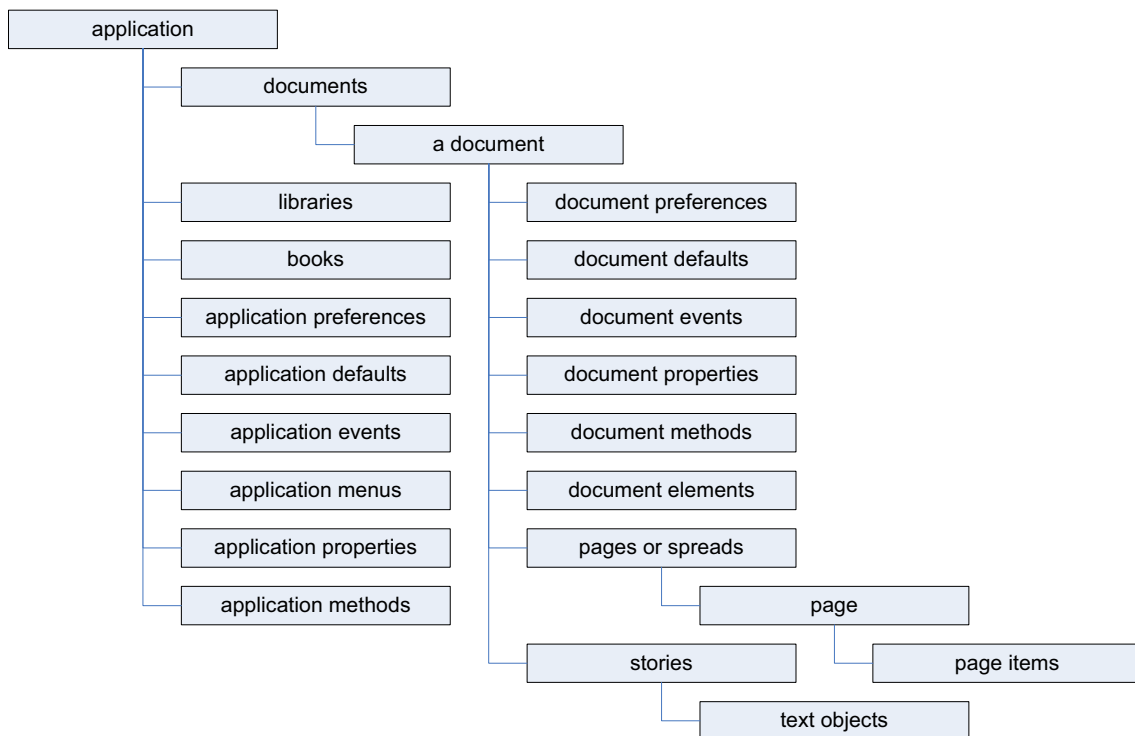 application
documents
a document
libraries
document preferences
books
document defaults
application preferences
document events
application defaults
document properties
application events
document methods
application menus
document elements
application properties
pages or spreads
application methods
page
stories
page items
text objects